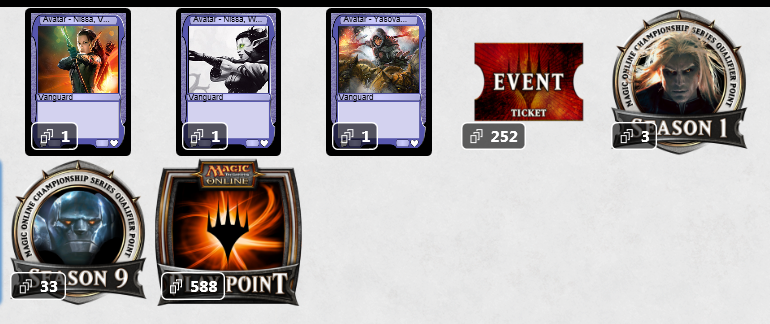 Avatar - Nissa, V...
Vanguard
1
Avatar - Nissa, W...
Vanguard
1
Avatar - Yasova...
Vanguard
1
EVENT
TICKET
252
MAGIC ONLINE CHAMPIONSHIP SERIES QUALIFIER POINT
SEASON 1
3
MAGIC ONLINE CHAMPIONSHIP SERIES QUALIFIER POINT
SEASON 9
33
MAGIC
ONLINE
PLAY POINT
588